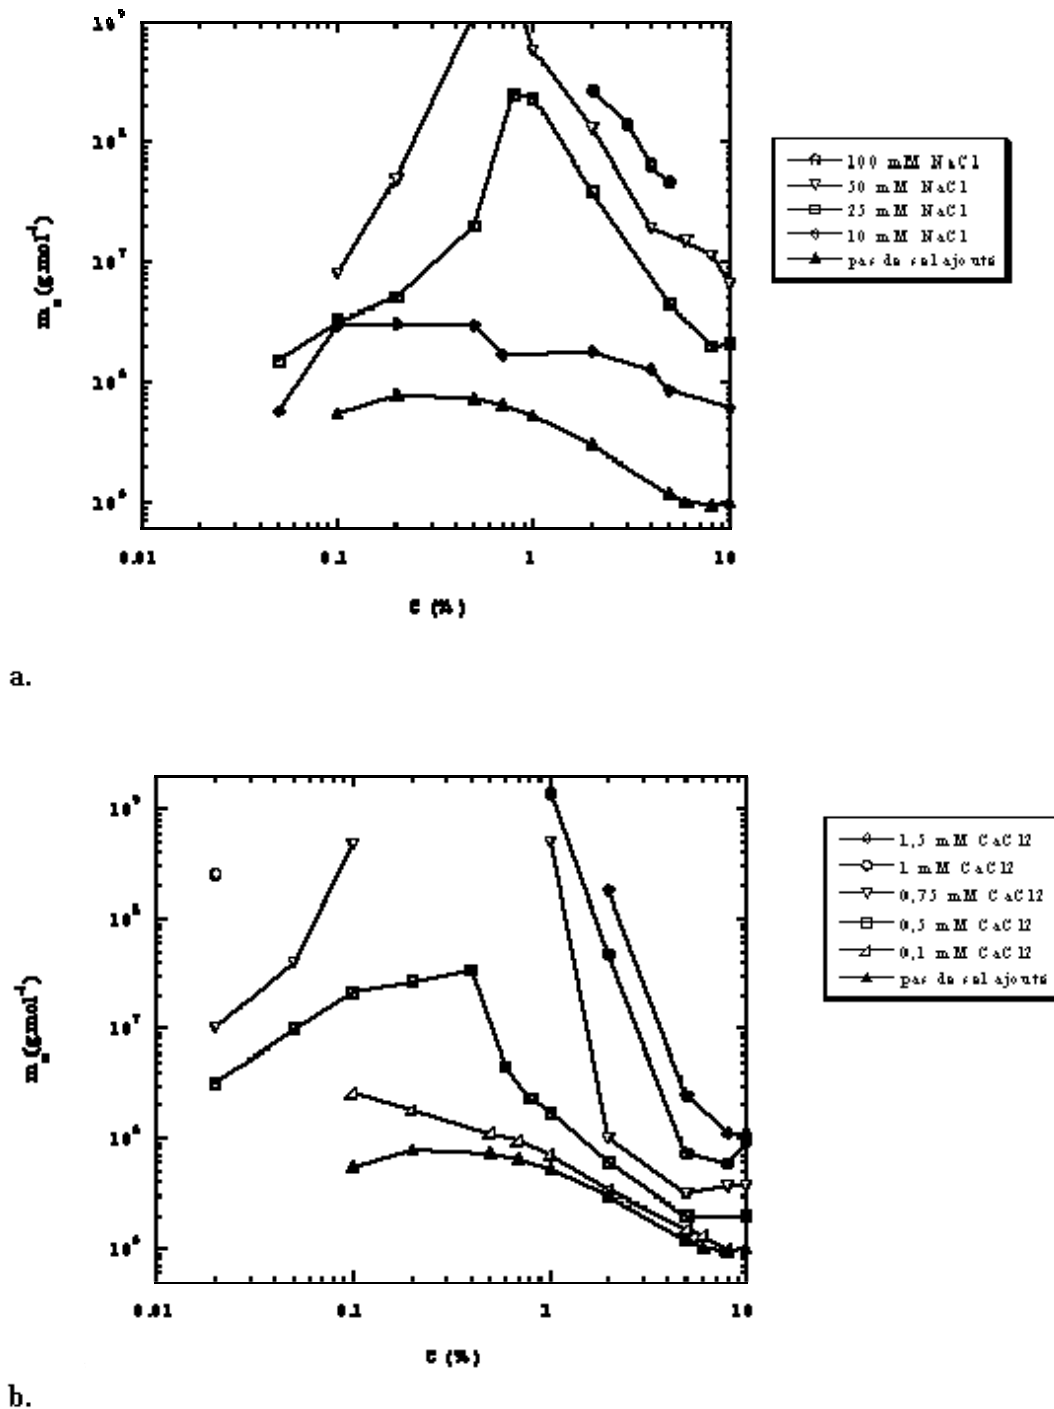 10⁹
10⁸
10⁷
10⁶
10⁵
m (g.mol⁻¹)
0.01 0.1 1 10
C (%)
100 mM NaCl
50 mM NaCl
25 mM NaCl
10 mM NaCl
pas de sel ajouté
a.
10⁹
10⁸
10⁷
10⁶
10⁵
m (g.mol⁻¹)
0.01 0.1 1 10
C (%)
1,5 mM CaCl2
1 mM CaCl2
0,75 mM CaCl2
0,5 mM CaCl2
0,1 mM CaCl2
pas de sel ajouté
b.